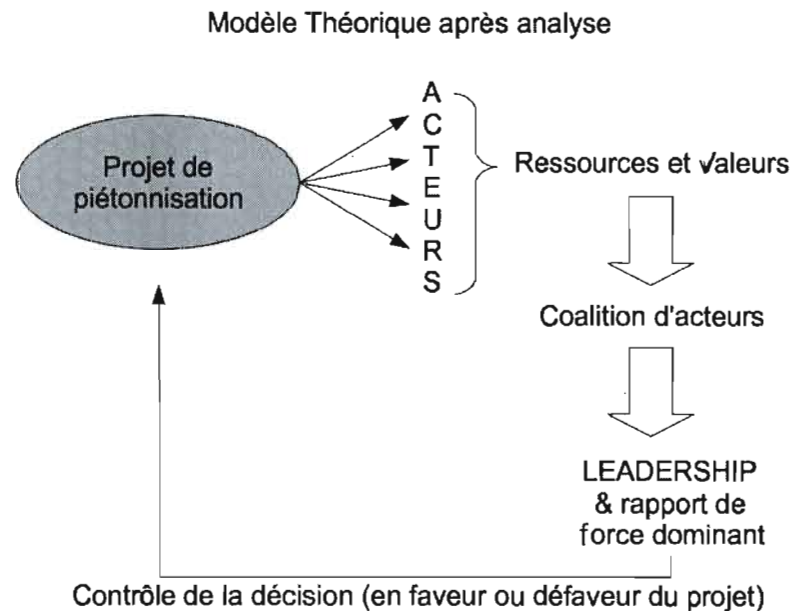 Modèle Théorique après analyse
Projet de
piétonnisation
A
C
T
E
U
R
S
Ressources et valeurs
Coalition d'acteurs
LEADERSHIP
& rapport de
force dominant
Contrôle de la décision (en faveur ou défaveur du projet)